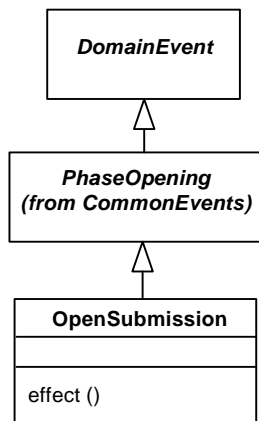 DomainEvent
PhaseOpening
(from CommonEvents)
OpenSubmission
effect ()